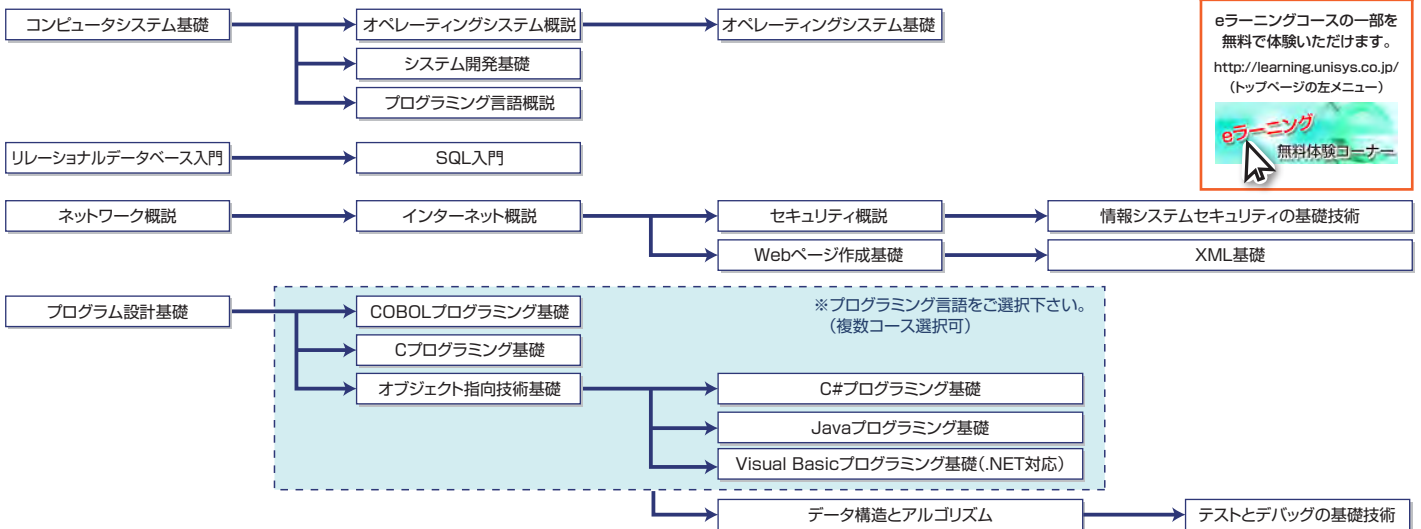 コンピュータシステム基礎
オペレーティングシステム概説
オペレーティングシステム基礎
システム開発基礎
プログラミング言語概説
eラーニングコースの一部を
無料で体験いただけます。
http://learning.unisys.co.jp/
(トップページの左メニュー)
eラーニング
無料体験コーナー
リレーショナルデータベース入門
SQL入門
ネットワーク概説
インターネット概説
セキュリティ概説
情報システムセキュリティの基礎技術
Webページ作成基礎
XML基礎
プログラム設計基礎
COBOLプログラミング基礎
※プログラミング言語をご選択下さい。
(複数コース選択可)
Cプログラミング基礎
オブジェクト指向技術基礎
C#プログラミング基礎
Javaプログラミング基礎
Visual Basicプログラミング基礎(.NET対応)
データ構造とアルゴリズム
テストとデバッグの基礎技術